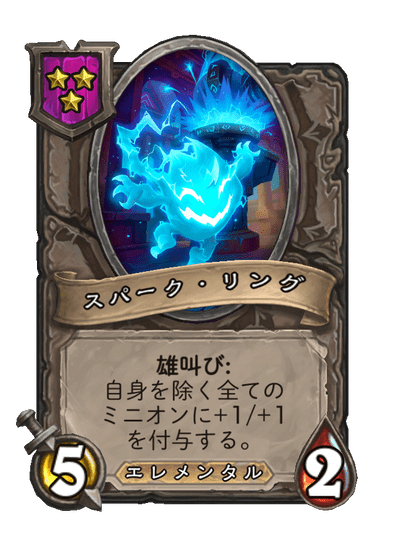 スパーク・リング
雄叫び:
自身を除く全ての
ミニオンに+1/+1
を付与する。
5
エレメンタル
2